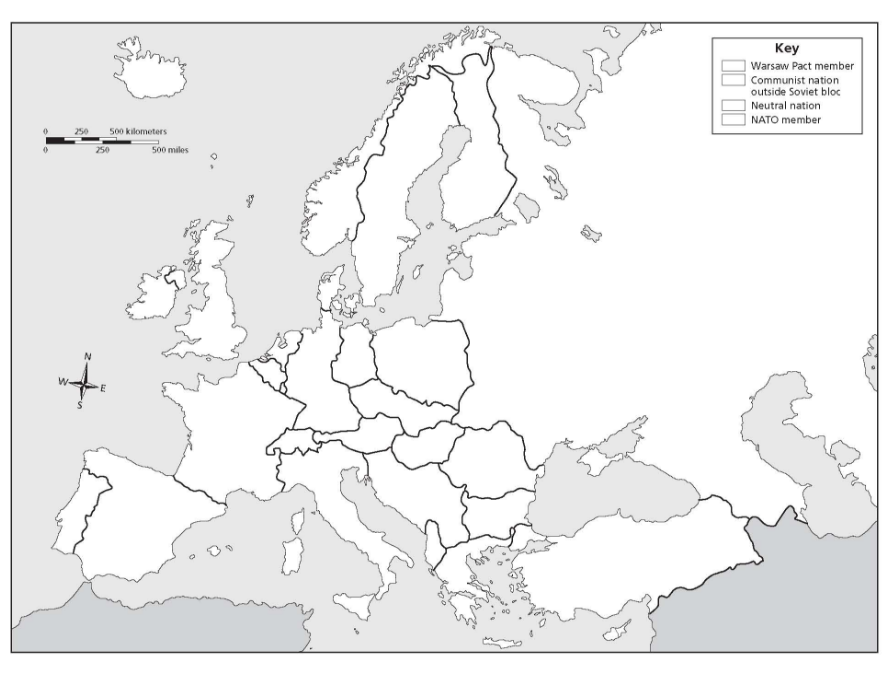 Key
Warsaw Pact member
Communist nation
outside Soviet bloc
Neutral nation
NATO member
0 250 500 kilometers
0 250 500 miles
N
W E
S